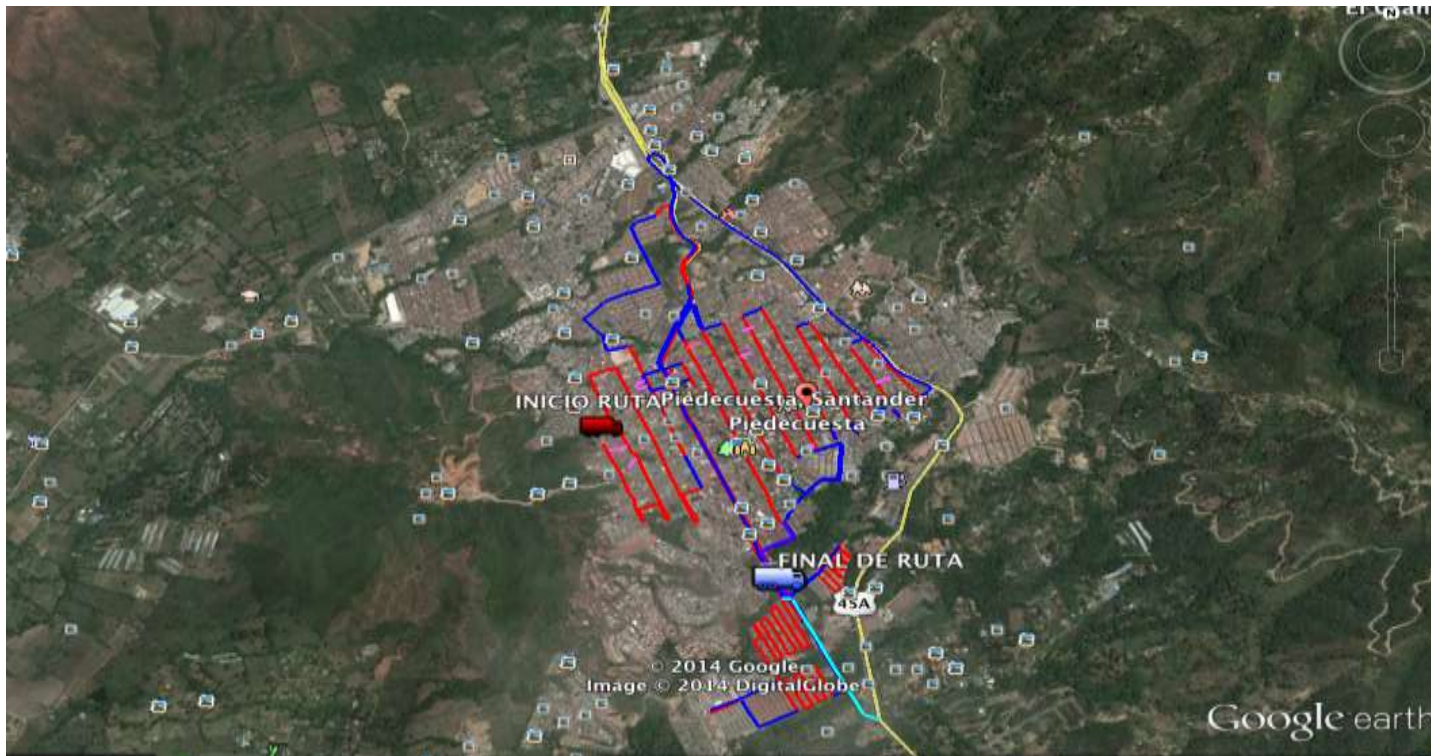 N
INICIO RUTA
Piedecuesta, Santander
Piedecuesta
FINAL DE RUTA
45A
© 2014 Google
Image © 2014 DigitalGlobe
Google earth